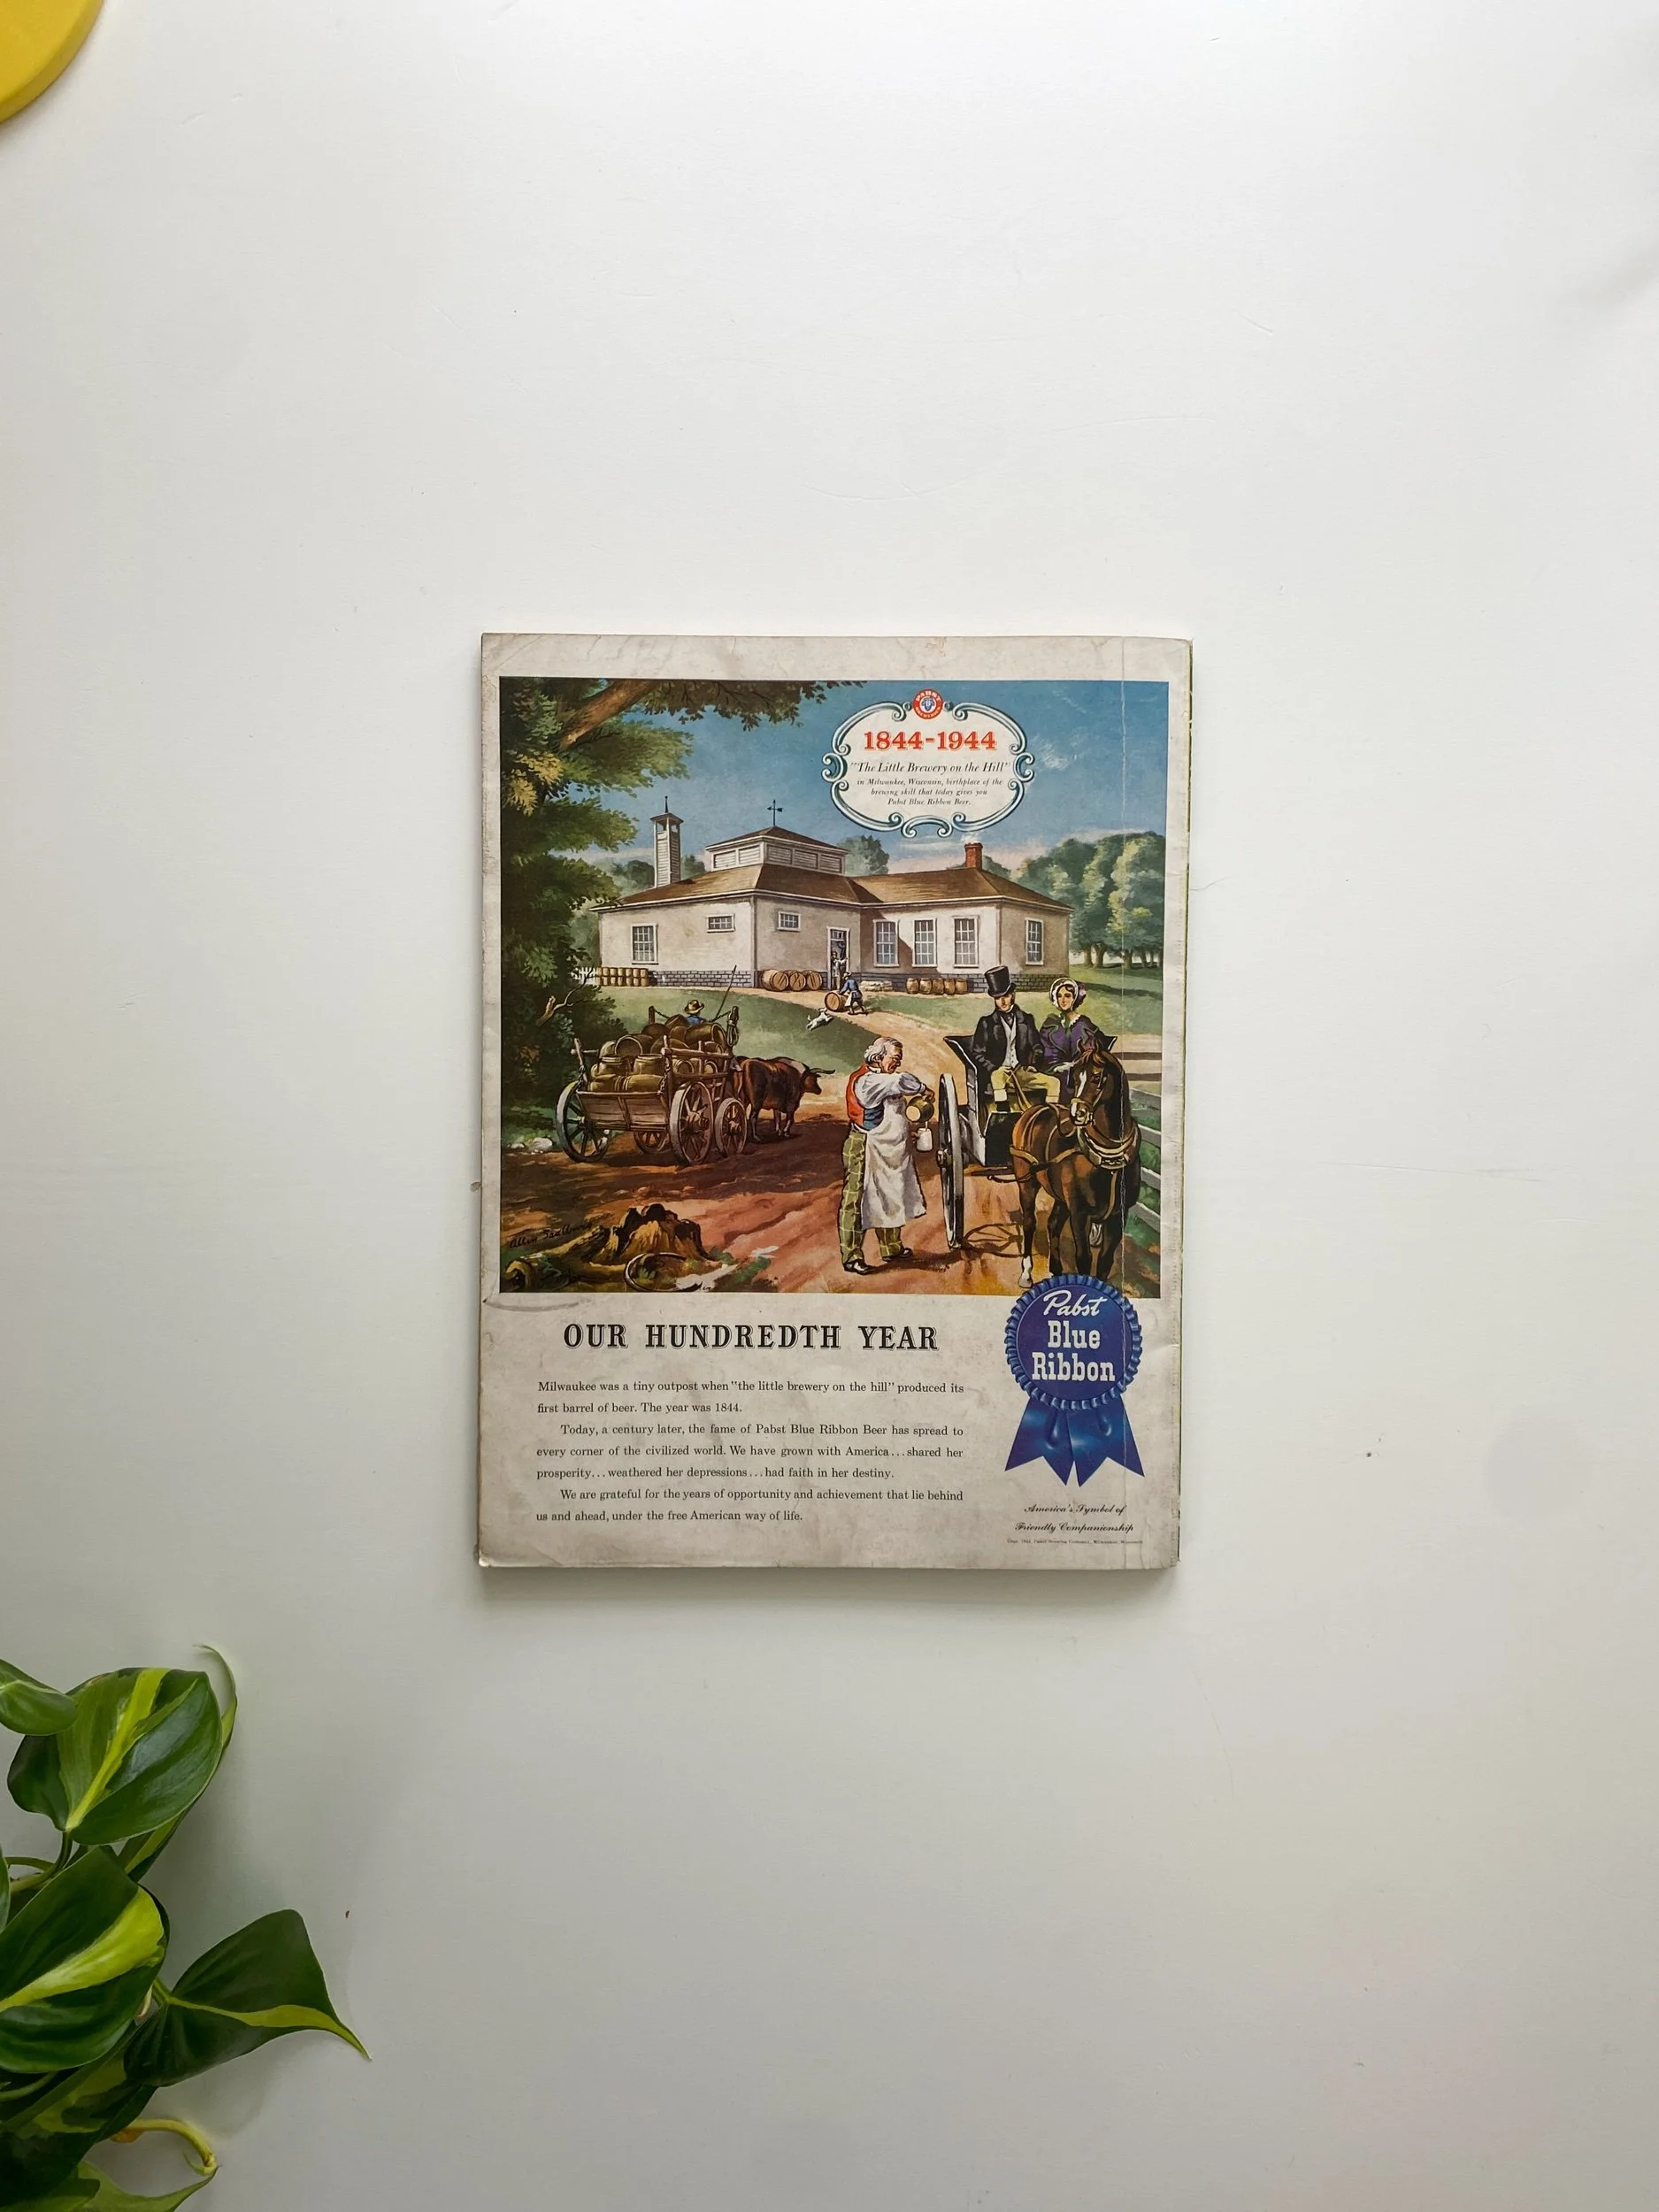 PABST
1844-1944
"The Little Brewery on the Hill"
in Milwaukee, Wisconsin, birthplace of the
brewing skill that today gives you
Pabst Blue Ribbon Beer.
OUR HUNDREDTH YEAR
Milwaukee was a tiny outpost when "the little brewery on the hill" produced its
first barrel of beer. The year was 1844.
Today, a century later, the fame of Pabst Blue Ribbon Beer has spread to
every corner of the civilized world. We have grown with America...shared her
prosperity...weathered her depressions...had faith in her destiny.
We are grateful for the years of opportunity and achievement that lie behind
us and ahead, under the free American way of life.
Pabst
Blue
Ribbon
America's Symbol of
Friendly Companionship
Pabst Brewing Company, Milwaukee, Wisconsin